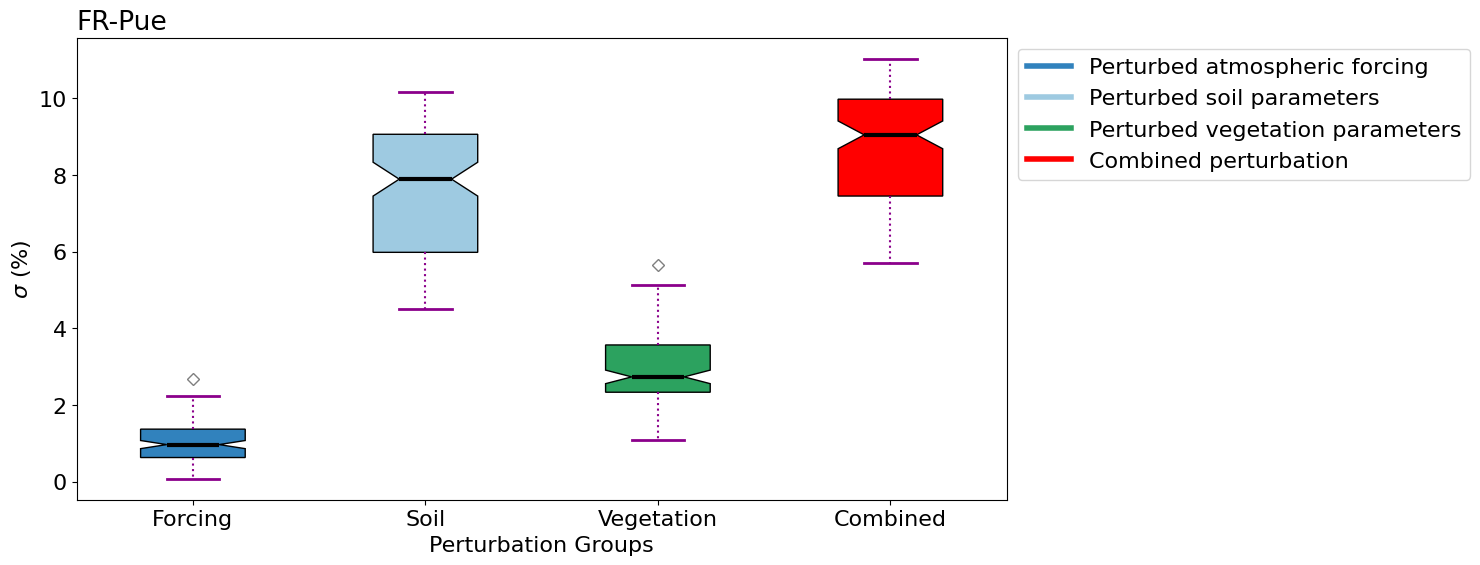 FR-Pue
10
8
6
4
2
0
σ (%)
Forcing Soil Vegetation Combined
Perturbation Groups
Perturbed atmospheric forcing
Perturbed soil parameters
Perturbed vegetation parameters
Combined perturbation